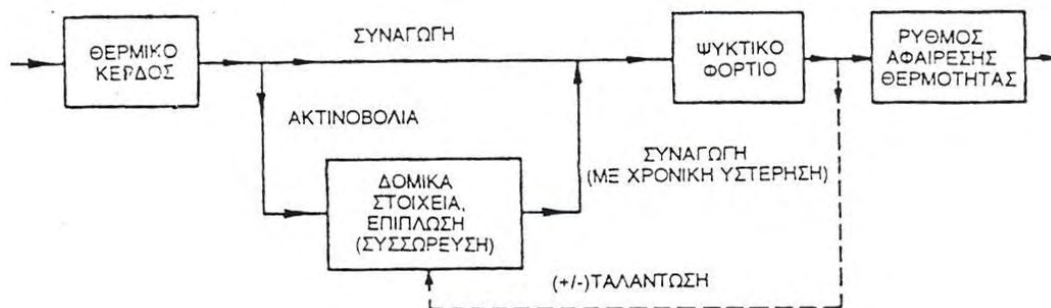 ΘΕΡΜΙΚΟ
ΚΕΡΔΟΣ
ΣΥΝΑΓΩΓΗ
ΨΥΚΤΙΚΟ
ΦΟΡΤΙΟ
ΡΥΘΜΟΣ
ΑΦΑΙΡΕΣΗΣ
ΘΕΡΜΟΤΗΤΑΣ
ΑΚΤΙΝΟΒΟΛΙΑ
ΔΟΜΙΚΑ
ΣΤΟΙΧΕΙΑ,
ΕΠΙΠΛΩΣΗ
(ΣΥΣΣΩΡΕΥΣΗ)
ΣΥΝΑΓΩΓΗ
(ΜΕ ΧΡΟΝΙΚΗ ΥΣΤΕΡΗΣΗ)
(+/-)ΤΑΛΑΝΤΩΣΗ